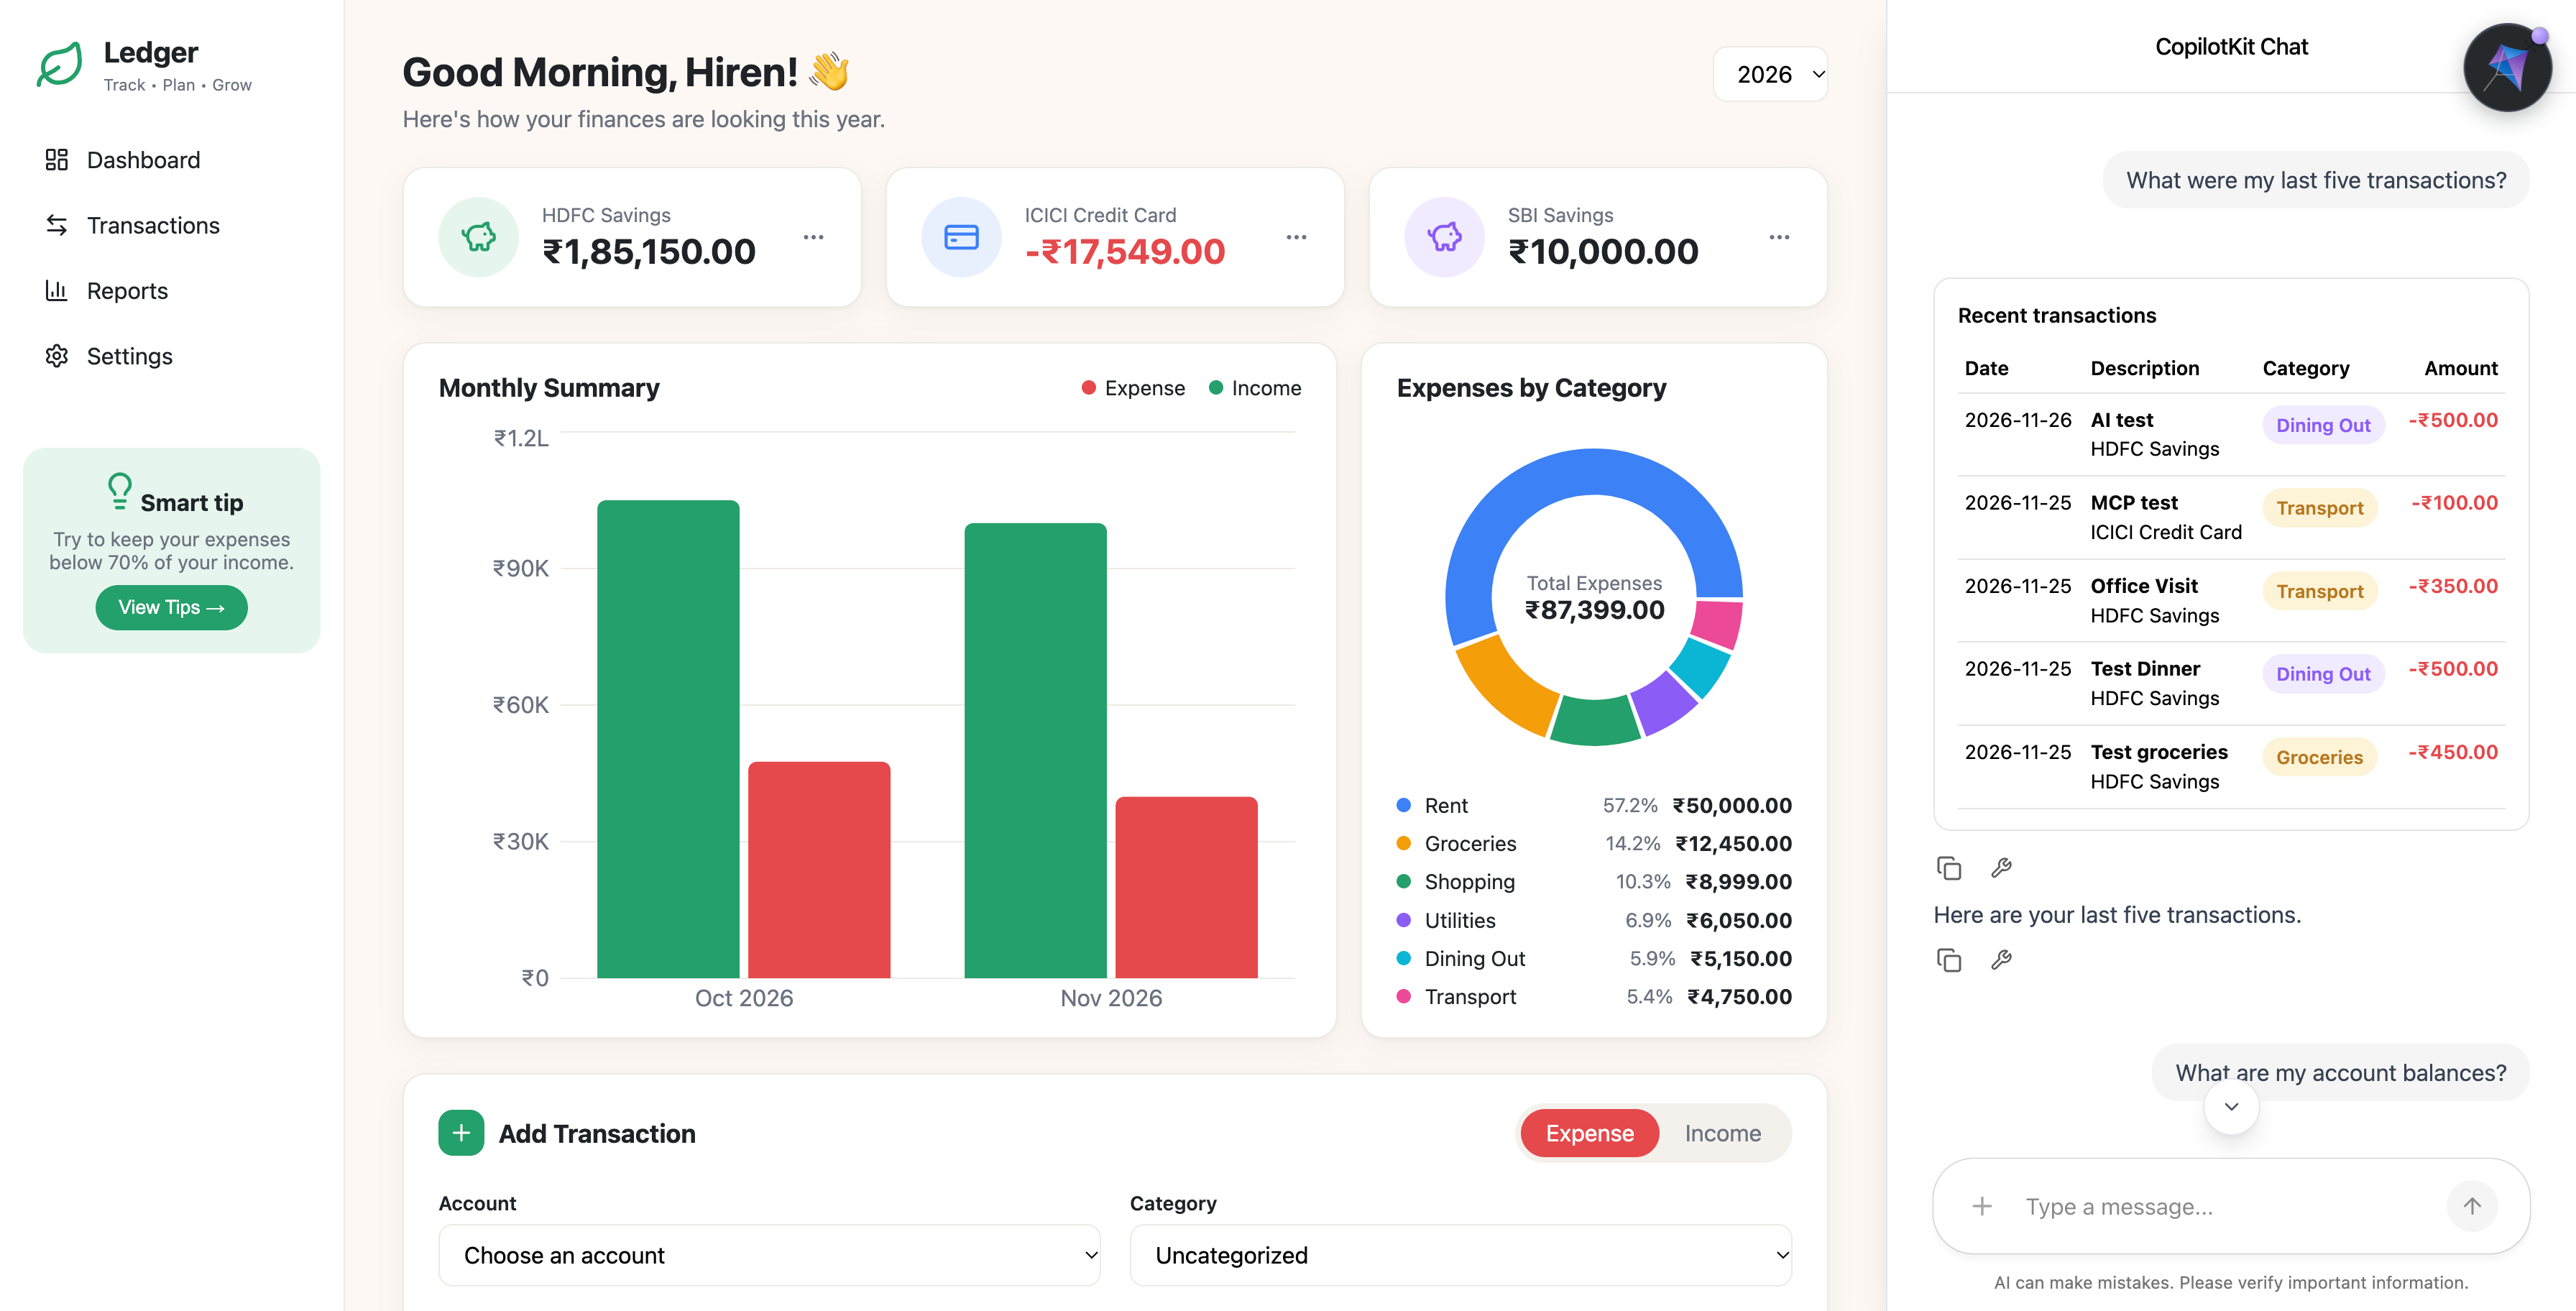 Ledger
Track • Plan • Grow
Dashboard
Transactions
Reports
Settings
Smart tip
Try to keep your expenses
below 70% of your income.
View Tips →
Good Morning, Hiren! 👋
Here's how your finances are looking this year.
2026
HDFC Savings
₹1,85,150.00
ICICI Credit Card
-₹17,549.00
SBI Savings
₹10,000.00
Monthly Summary
Expense Income
₹1.2L
₹90K
₹60K
₹30K
₹0
Oct 2026 Nov 2026
Expenses by Category
Total Expenses
₹87,399.00
Rent 57.2% ₹50,000.00
Groceries 14.2% ₹12,450.00
Shopping 10.3% ₹8,999.00
Utilities 6.9% ₹6,050.00
Dining Out 5.9% ₹5,150.00
Transport 5.4% ₹4,750.00
Add Transaction
Expense Income
Account
Choose an account
Category
Uncategorized
CopilotKit Chat
What were my last five transactions?
Recent transactions
Date Description Category Amount
2026-11-26 AI test Dining Out -₹500.00
HDFC Savings
2026-11-25 MCP test Transport -₹100.00
ICICI Credit Card
2026-11-25 Office Visit Transport -₹350.00
HDFC Savings
2026-11-25 Test Dinner Dining Out -₹500.00
HDFC Savings
2026-11-25 Test groceries Groceries -₹450.00
HDFC Savings
Here are your last five transactions.
What are my account balances?
Type a message...
AI can make mistakes. Please verify important information.